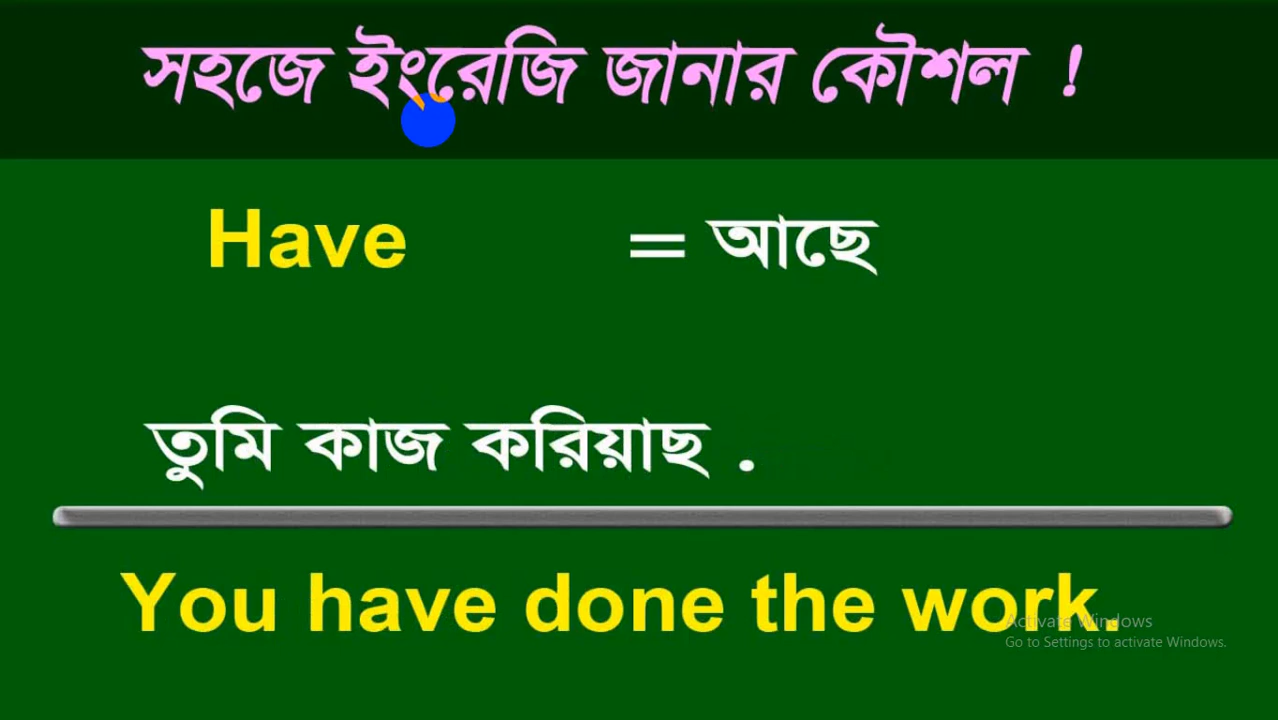 সহজে ইংরেজি জানার কৌশল !
Have = আছে
তুমি কাজ করিয়াছ .
You have done the work.
Activate Windows
Go to Settings to activate Windows.